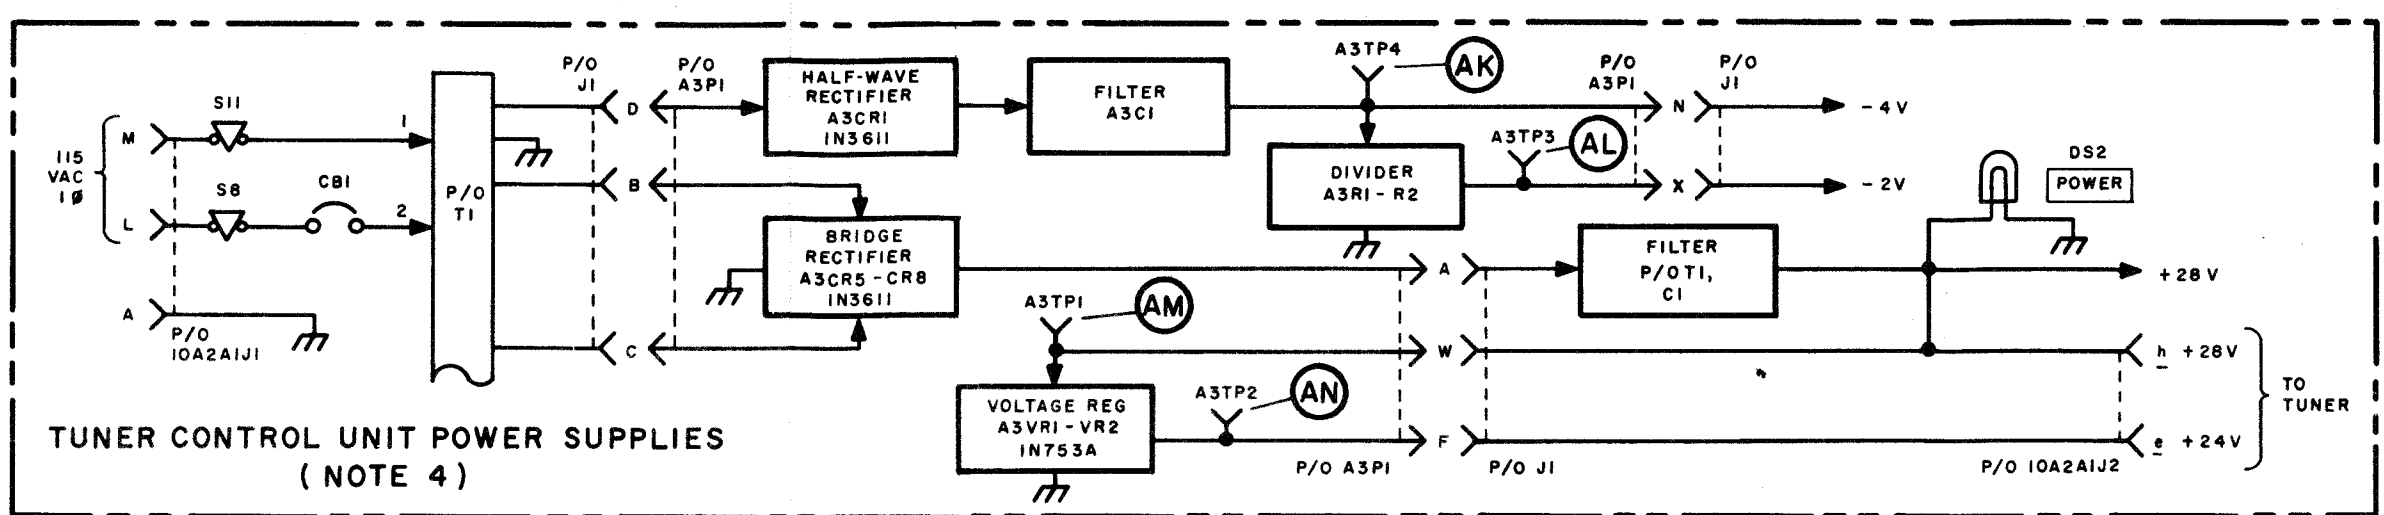 115
VAC
1Ø
M
L
A
S11
S8
CB1
1
2
P/O
10A2A1J1
P/O
T1
P/O
J1
D
B
C
P/O
A3P1
HALF-WAVE
RECTIFIER
A3CR1
1N3611
BRIDGE
RECTIFIER
A3CR5-CR8
1N3611
FILTER
A3C1
A3TP4
AK
DIVIDER
A3R1-R2
A3TP3
AL
P/O
A3P1
N
X
P/O
J1
-4V
-2V
DS2
POWER
FILTER
P/O T1,
C1
+28V
A3TP1
AM
VOLTAGE REG
A3VR1-VR2
1N753A
A3TP2
AN
A
W
F
P/O A3P1
P/O J1
h +28V
e +24V
P/O 10A2A1J2
TO
TUNER
TUNER CONTROL UNIT POWER SUPPLIES
(NOTE 4)